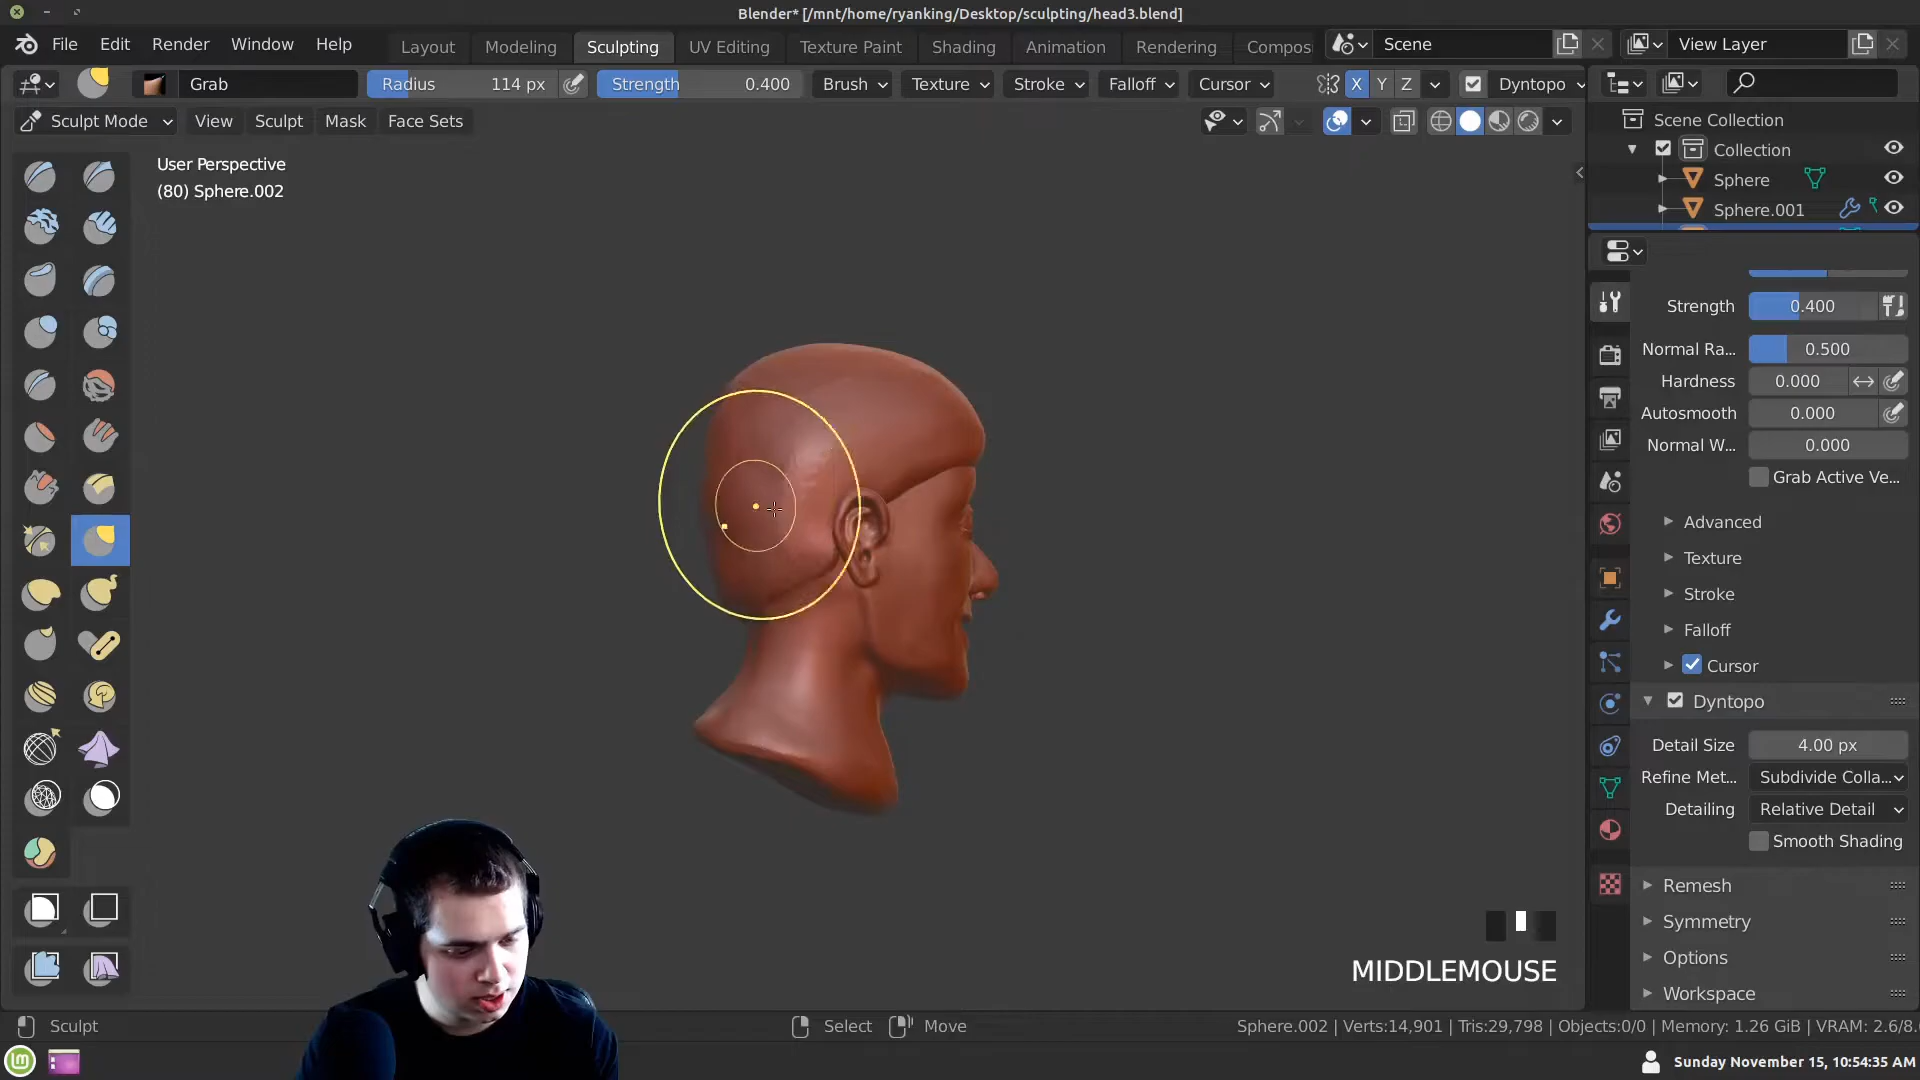 Blender* [/mnt/home/ryanking/Desktop/sculpting/head3.blend]
File Edit Render Window Help Layout Modeling Sculpting UV Editing Texture Paint Shading Animation Rendering Compos Scene View Layer
Grab Radius 114 px Strength 0.400 Brush Texture Stroke Falloff Cursor X Y Z Dyntopo
Sculpt Mode View Sculpt Mask Face Sets
Scene Collection
Collection
Sphere
Sphere.001
User Perspective
(80) Sphere.002
Strength 0.400
Normal Ra... 0.500
Hardness 0.000
Autosmooth 0.000
Normal W... 0.000
Grab Active Ve...
Advanced
Texture
Stroke
Falloff
Cursor
Dyntopo
Detail Size 4.00 px
Refine Met... Subdivide Colla...
Detailing Relative Detail
Smooth Shading
Remesh
Symmetry
Options
Workspace
MIDDLEMOUSE
Sculpt Select Move Sphere.002 | Verts:14,901 | Tris:29,798 | Objects:0/0 | Memory: 1.26 GiB | VRAM: 2.6/8.
Sunday November 15, 10:54:35 AM